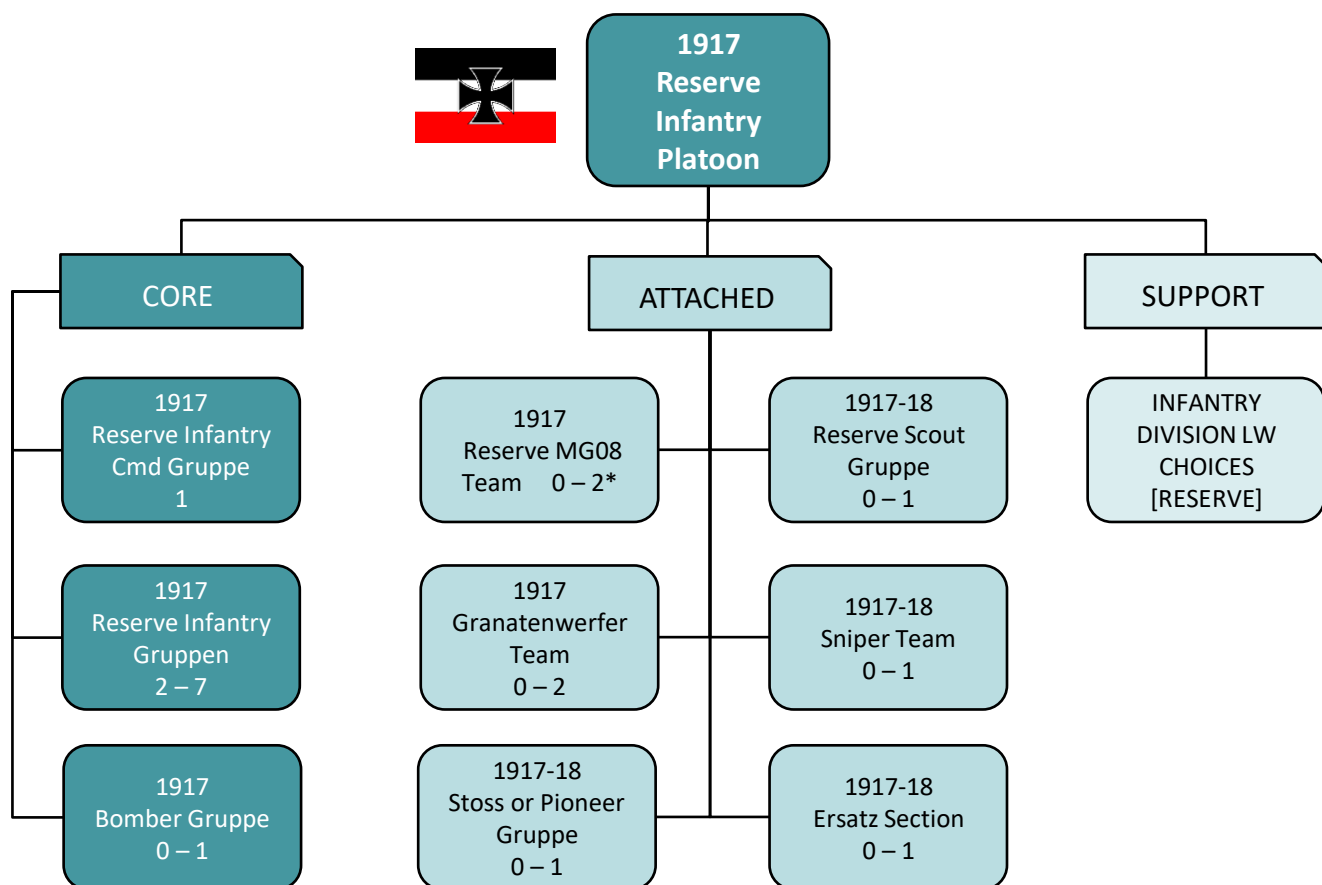 1917
Reserve
Infantry
Platoon
CORE
ATTACHED
SUPPORT
1917
Reserve Infantry
Cmd Gruppe
1
1917
Reserve MG08
Team 0 – 2*
1917-18
Reserve Scout
Gruppe
0 – 1
INFANTRY
DIVISION LW
CHOICES
[RESERVE]
1917
Reserve Infantry
Gruppen
2 – 7
1917
Granatenwerfer
Team
0 – 2
1917-18
Sniper Team
0 – 1
1917
Bomber Gruppe
0 – 1
1917-18
Stoss or Pioneer
Gruppe
0 – 1
1917-18
Ersatz Section
0 – 1